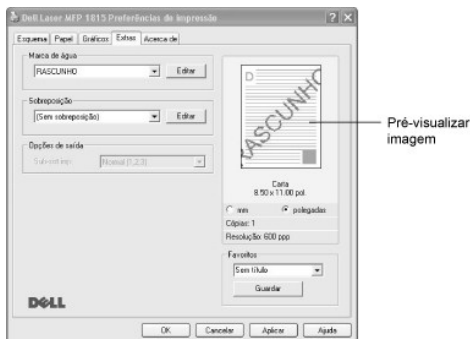 Dell Laser MFP 1815 Preferências de impressão
Esquema Papel Gráficos Extras Acerca de
Marca de água
RASCUNHO Editar
Sobreposição
(Sem sobreposição) Editar
Opções de saída
Normal (1,2,3)
D
RASCUNHO
Carta
8.50 x 11.00 pol.
mm polegadas
Cópias: 1
Resolução: 600 ppp
Favoritos
Sem título
Guardar
DELL
OK Cancelar Aplicar Ajuda
Pré-visualizar
imagem